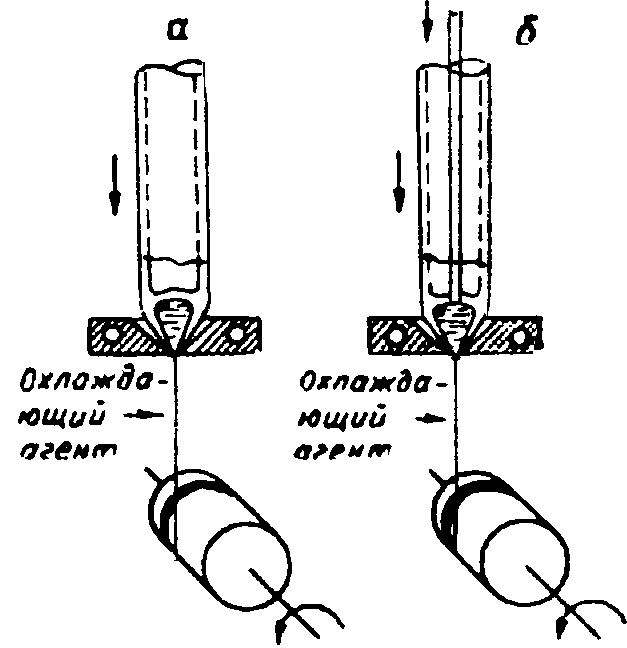 а
б
Охлажда-
ющий
агент
Охлажда-
ющий
агент